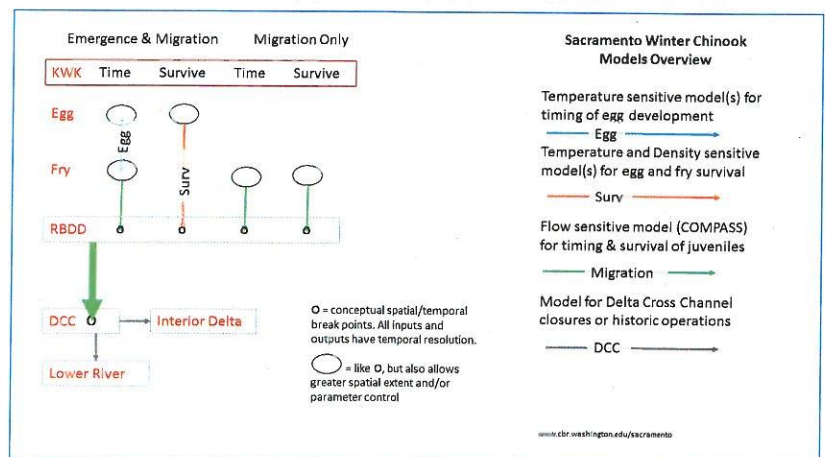 Emergence & Migration Migration Only
KWK Time Survive Time Survive
Egg
Egg
Surv
Fry
RBDD
DCC O Interior Delta
Lower River
O = conceptual spatial/temporal
break points. All inputs and
outputs have temporal resolution.
= like O, but also allows
greater spatial extent and/or
parameter control
Sacramento Winter Chinook
Models Overview
Temperature sensitive model(s) for
timing of egg development
Egg
Temperature and Density sensitive
model(s) for egg and fry survival
Surv
Flow sensitive model (COMPASS)
for timing & survival of juveniles
Migration
Model for Delta Cross Channel
closures or historic operations
DCC
www.cbr.washington.edu/sacramento